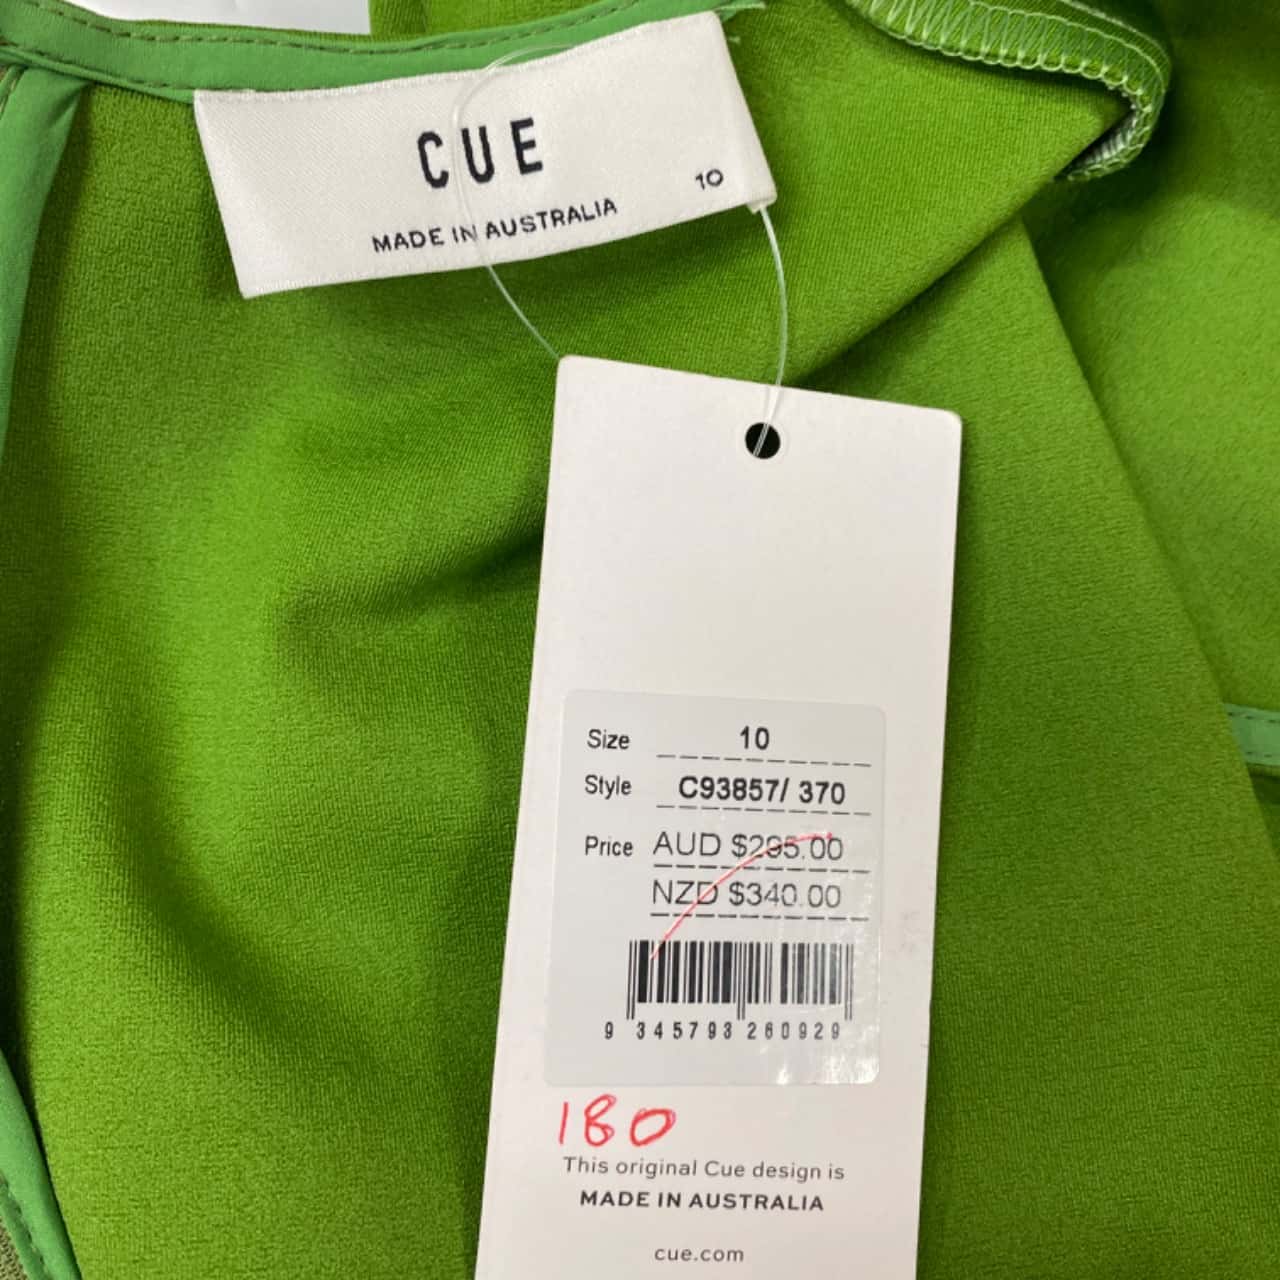 CUE
10
MADE IN AUSTRALIA
Size 10
Style C93857/ 370
Price AUD $295.00
NZD $340.00
9 345793 260929
180
This original Cue design is
MADE IN AUSTRALIA
cue.com